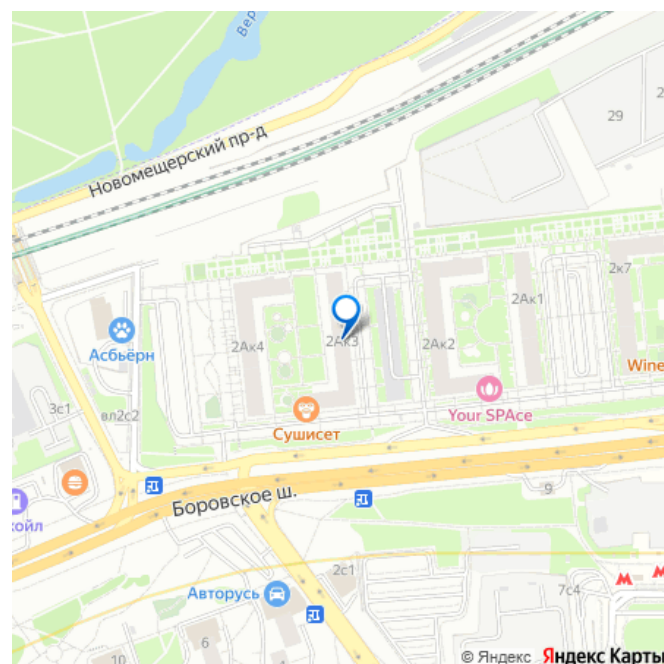 Вер
Новомещерский пр-д
29
2
2к7
2Ак1
Асбьёрн
2Ак4
2Ак3
2Ак2
Wine
3с1
вл2с2
Сушисет
Your SPAce
Боровское ш.
9
койл
2с1
7с4
Авторусь
6
10
© Яндекс Яндекс Карты